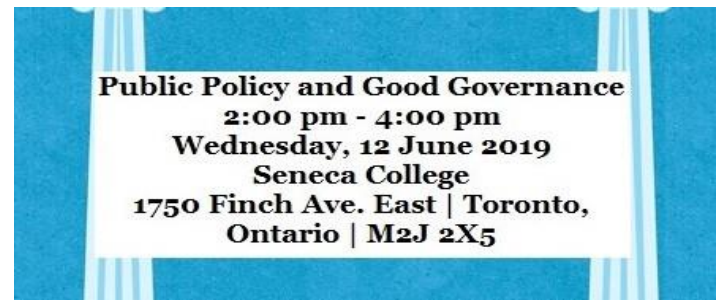 Public Policy and Good Governance
2:00 pm - 4:00 pm
Wednesday, 12 June 2019
Seneca College
1750 Finch Ave. East | Toronto,
Ontario | M2J 2X5